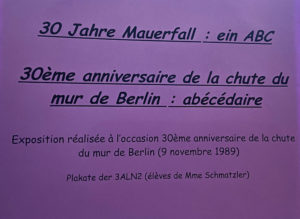 30 Jahre Mauerfall : ein ABC
30ème anniversaire de la chute du
mur de Berlin : abécédaire
Exposition réalisée à l'occasion 30ème anniversaire de la chute
du mur de Berlin (9 novembre 1989)
Plakate der 3ALN2 (élèves de Mme Schmatzler)